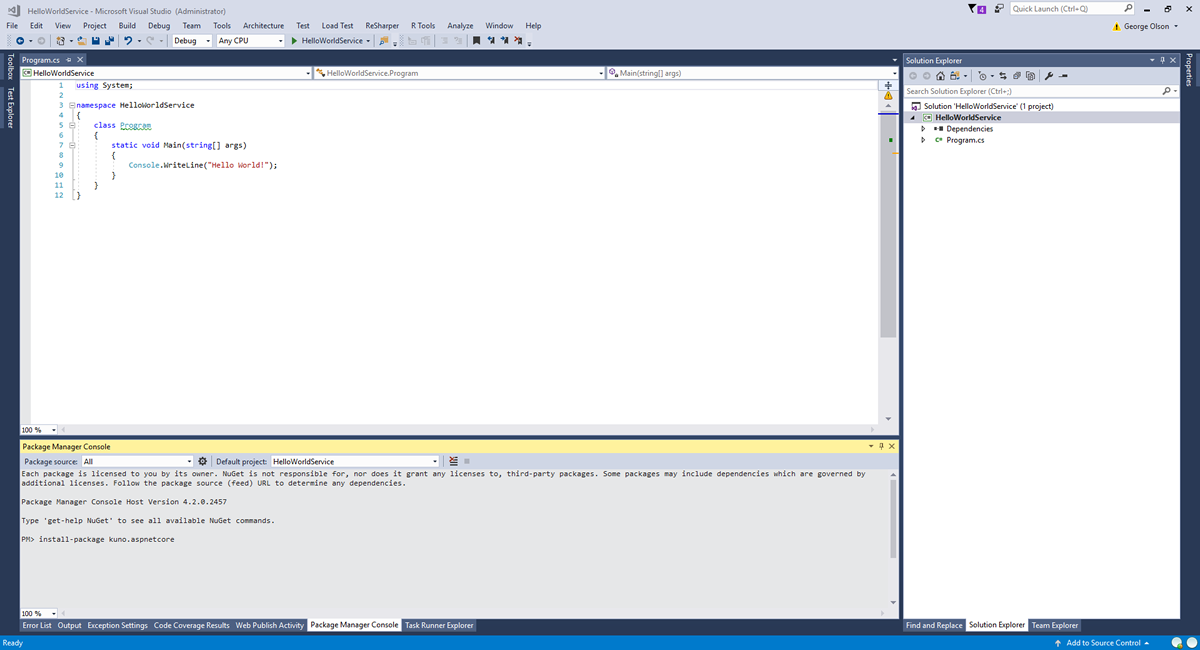 HelloWorldService - Microsoft Visual Studio (Administrator)
4
Quick Launch (Ctrl+Q)
File Edit View Project Build Debug Team Tools Architecture Test Load Test ReSharper R Tools Analyze Window Help
George Olson
Debug Any CPU HelloWorldService
Toolbox
Test Explorer
Program.cs
HelloWorldService HelloWorldService.Program Main(string[] args)
1 using System;
2
3 namespace HelloWorldService
4 {
5 class Program
6 {
7 static void Main(string[] args)
8 {
9 Console.WriteLine("Hello World!");
10 }
11 }
12 }
100 %
Package Manager Console
Package source: All Default project: HelloWorldService
Each package is licensed to you by its owner. NuGet is not responsible for, nor does it grant any licenses to, third-party packages. Some packages may include dependencies which are governed by
additional licenses. Follow the package source (feed) URL to determine any dependencies.
Package Manager Console Host Version 4.2.0.2457
Type 'get-help NuGet' to see all available NuGet commands.
PM> install-package kuno.aspnetcore
100 %
Error List Output Exception Settings Code Coverage Results Web Publish Activity Package Manager Console Task Runner Explorer
Solution Explorer
Search Solution Explorer (Ctrl+;)
Solution 'HelloWorldService' (1 project)
HelloWorldService
Dependencies
Program.cs
Find and Replace Solution Explorer Team Explorer
Properties
Ready
Add to Source Control